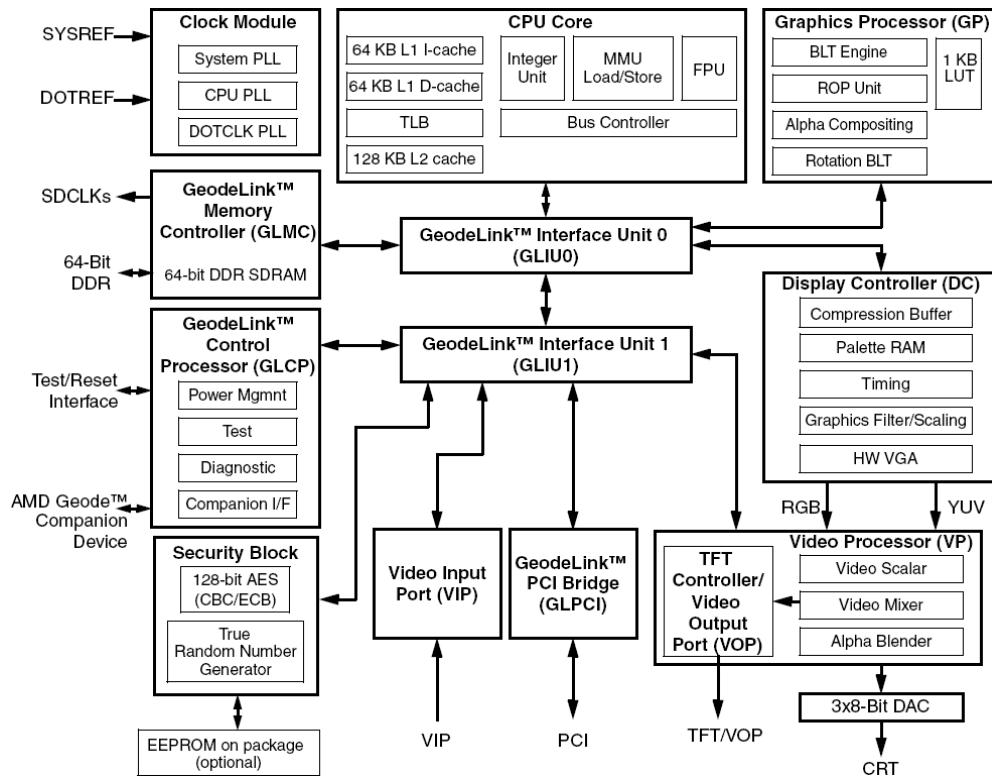 SYSREF
DOTREF
Clock Module
System PLL
CPU PLL
DOTCLK PLL
CPU Core
64 KB L1 I-cache
64 KB L1 D-cache
TLB
128 KB L2 cache
Integer
Unit
MMU
Load/Store
FPU
Bus Controller
Graphics Processor (GP)
BLT Engine
ROP Unit
Alpha Compositing
Rotation BLT
1 KB
LUT
SDCLKs
64-Bit
DDR
GeodeLink™
Memory
Controller (GLMC)
64-bit DDR SDRAM
GeodeLink™ Interface Unit 0
(GLIU0)
Display Controller (DC)
Compression Buffer
Palette RAM
Timing
Graphics Filter/Scaling
HW VGA
GeodeLink™
Control
Processor (GLCP)
Power Mgmnt
Test
Diagnostic
Companion I/F
Test/Reset
Interface
AMD Geode™
Companion
Device
GeodeLink™ Interface Unit 1
(GLIU1)
RGB
YUV
Security Block
128-bit AES
(CBC/ECB)
True
Random Number
Generator
EEPROM on package
(optional)
Video Input
Port (VIP)
VIP
GeodeLink™
PCI Bridge
(GLPCI)
PCI
Video Processor (VP)
TFT
Controller/
Video
Output
Port (VOP)
Video Scalar
Video Mixer
Alpha Blender
TFT/VOP
3x8-Bit DAC
CRT